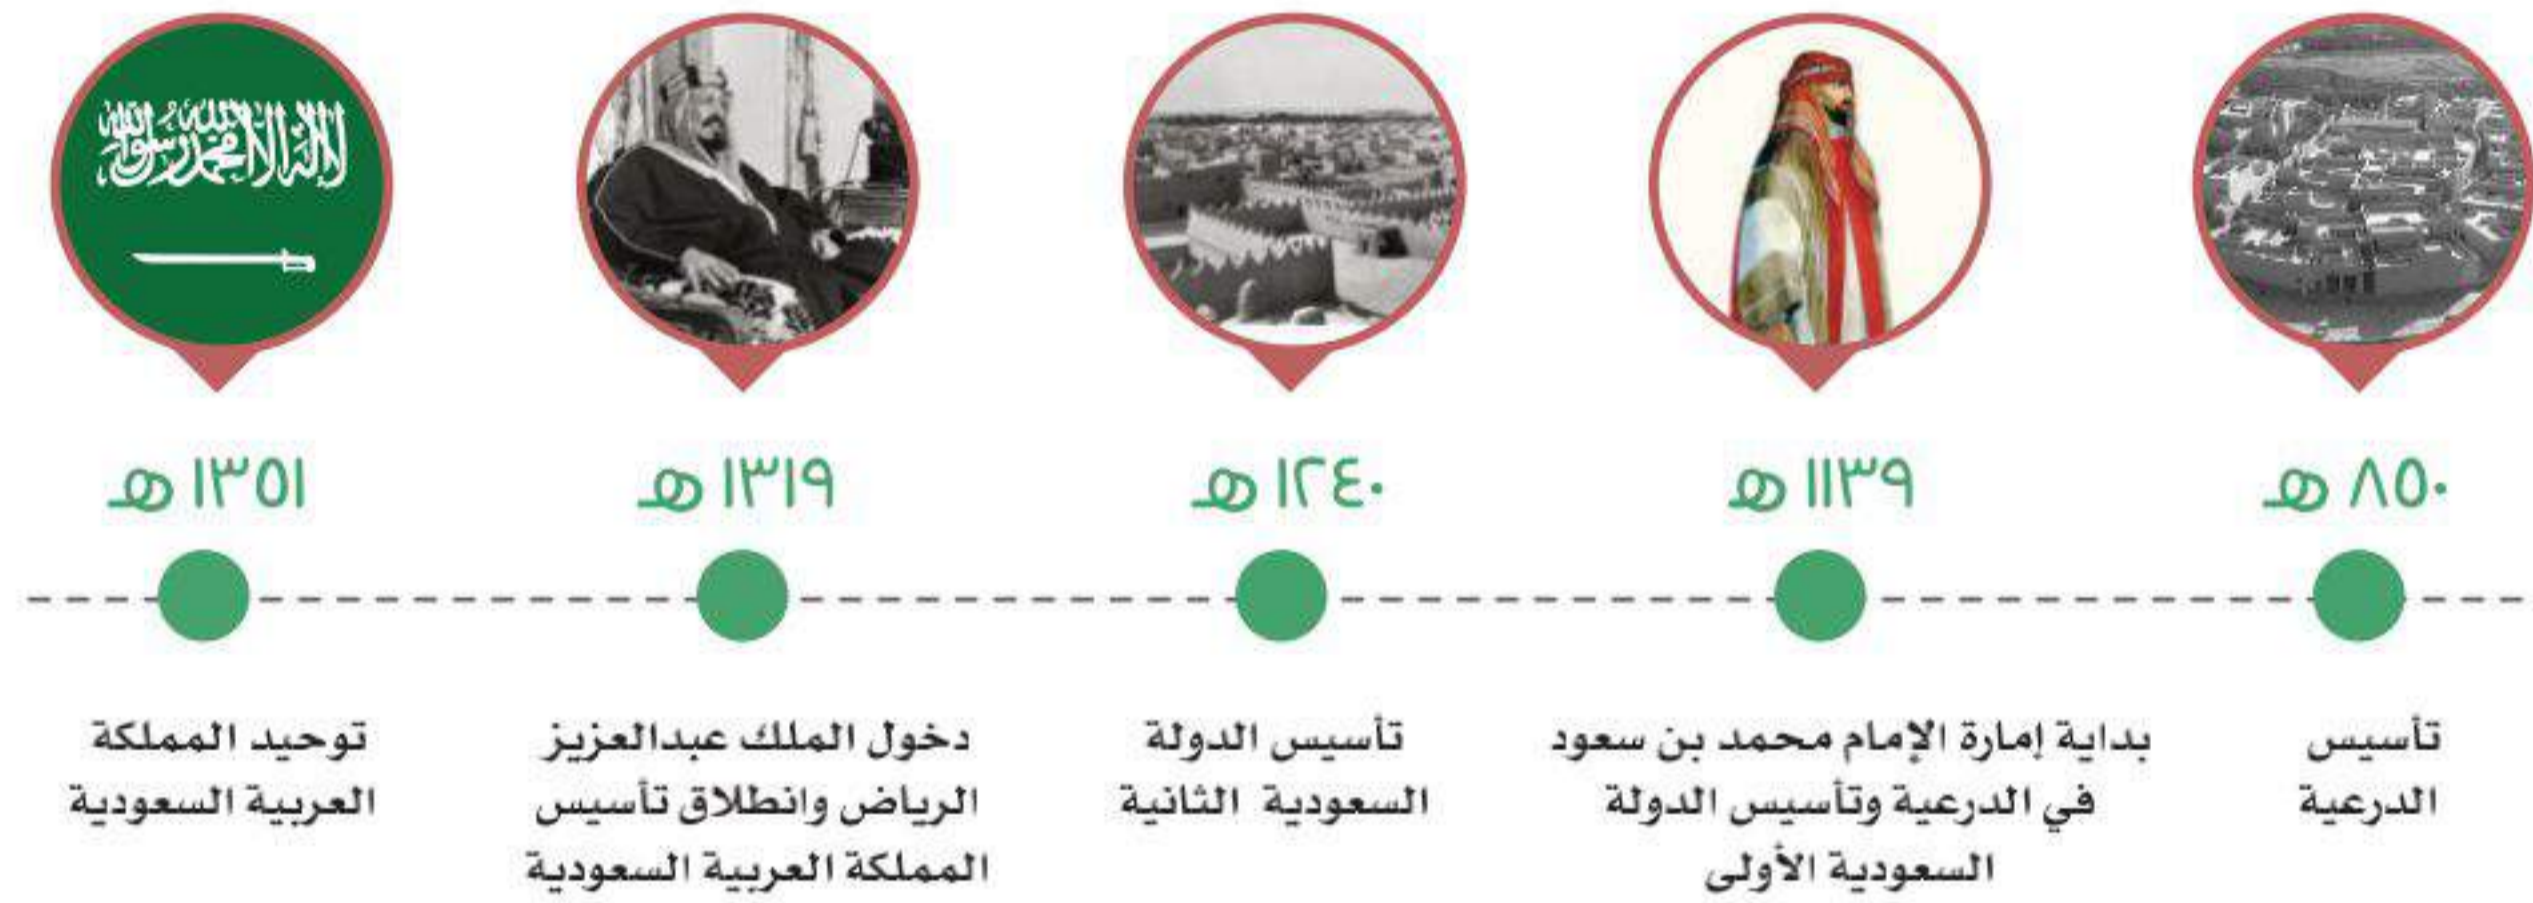 لا إله إلا الله محمد رسول الله
٨٥٠ هـ
تأسيس
الدرعية
١١٣٩ هـ
بداية إمارة الإمام محمد بن سعود
في الدرعية وتأسيس الدولة
السعودية الأولى
١٢٤٠ هـ
تأسيس الدولة
السعودية الثانية
١٣١٩ هـ
دخول الملك عبدالعزيز
الرياض وانطلاق تأسيس
المملكة العربية السعودية
١٣٥١ هـ
توحيد المملكة
العربية السعودية